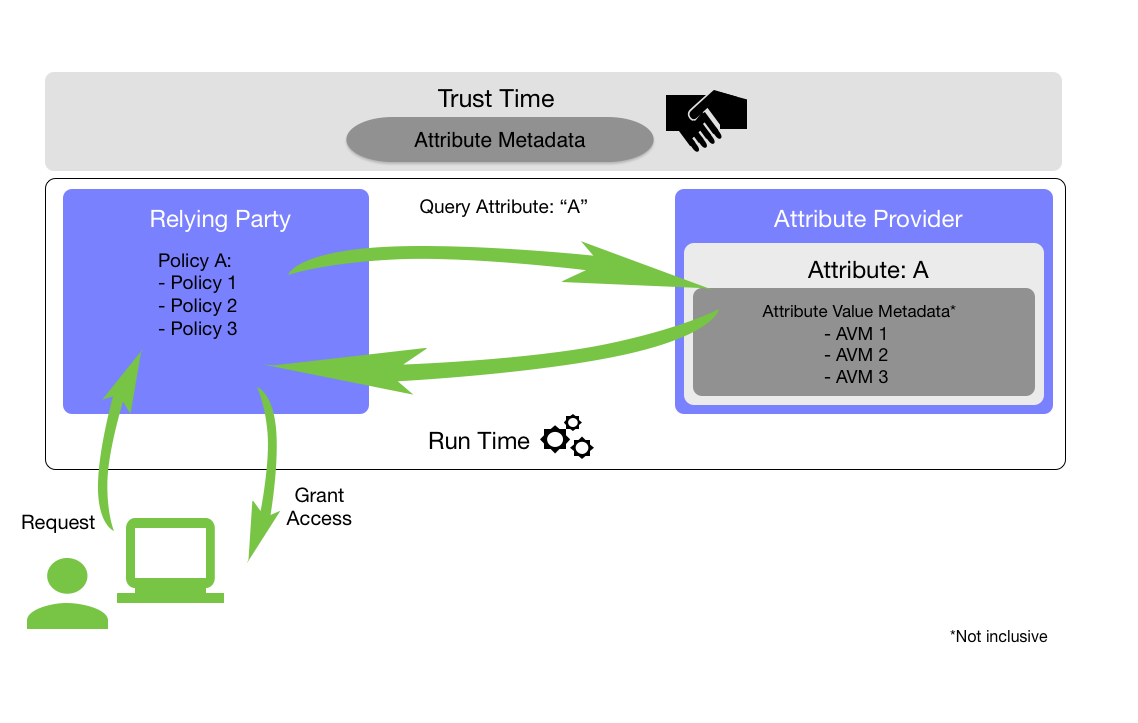 Trust Time
Attribute Metadata
Relying Party
Policy A:
- Policy 1
- Policy 2
- Policy 3
Query Attribute: “A”
Attribute Provider
Attribute: A
Attribute Value Metadata*
- AVM 1
- AVM 2
- AVM 3
Run Time
Request
Grant
Access
*Not inclusive